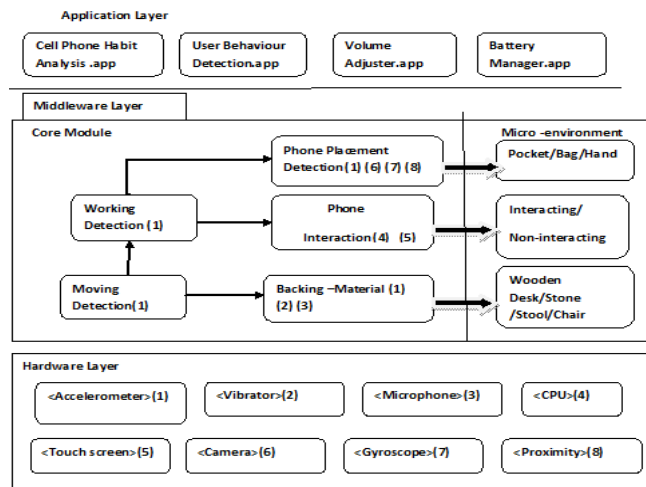 Application Layer
Cell Phone Habit
Analysis .app
User Behaviour
Detection.app
Volume
Adjuster.app
Battery
Manager.app
Middleware Layer
Core Module
Micro -environment
Phone Placement
Detection(1) (6) (7) (8)
Pocket/Bag/Hand
Working
Detection (1)
Phone
Interaction(4) (5)
Interacting/
Non-interacting
Moving
Detection(1)
Backing –Material (1)
(2) (3)
Wooden
Desk/Stone
/Stool/Chair
Hardware Layer
<Accelerometer>(1)
<Vibrator>(2)
<Microphone>(3)
<CPU>(4)
<Touch screen>(5)
<Camera>(6)
<Gyroscope>(7)
<Proximity>(8)